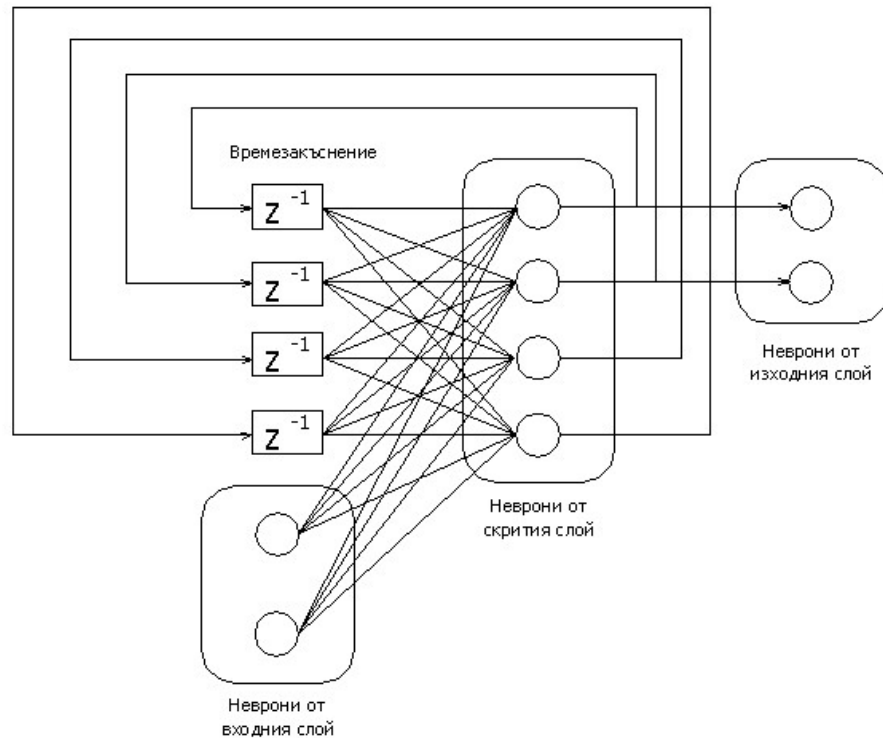 Времезакъснение
z -1
z -1
z -1
z -1
Неврони от
изходния слой
Неврони от
скрития слой
Неврони от
входния слой